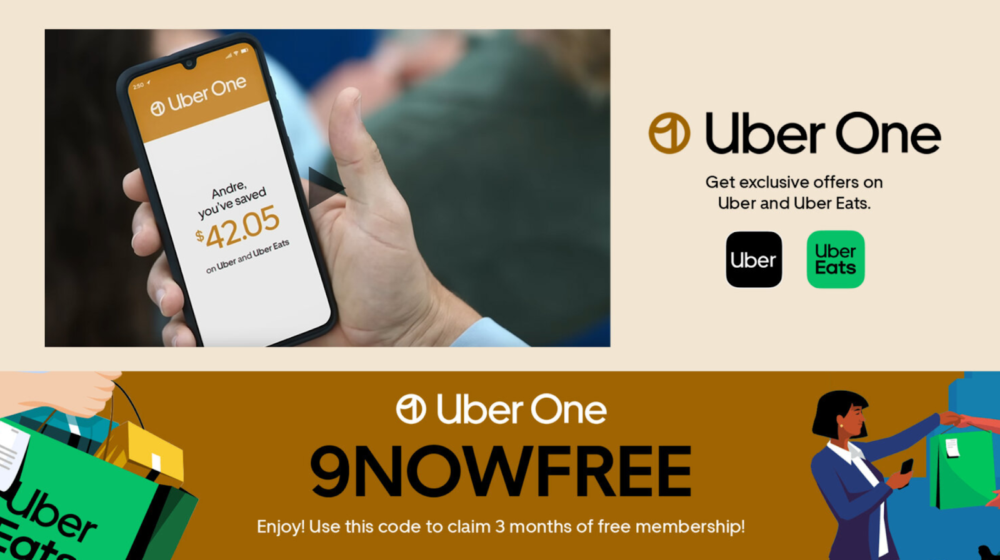 2:50
Uber One
Andre,
you've saved
$42.05
on Uber and Uber Eats
Uber One
Get exclusive offers on
Uber and Uber Eats.
Uber
Uber
Eats
Uber One
9NOWFREE
Enjoy! Use this code to claim 3 months of free membership!
Uber
Eats